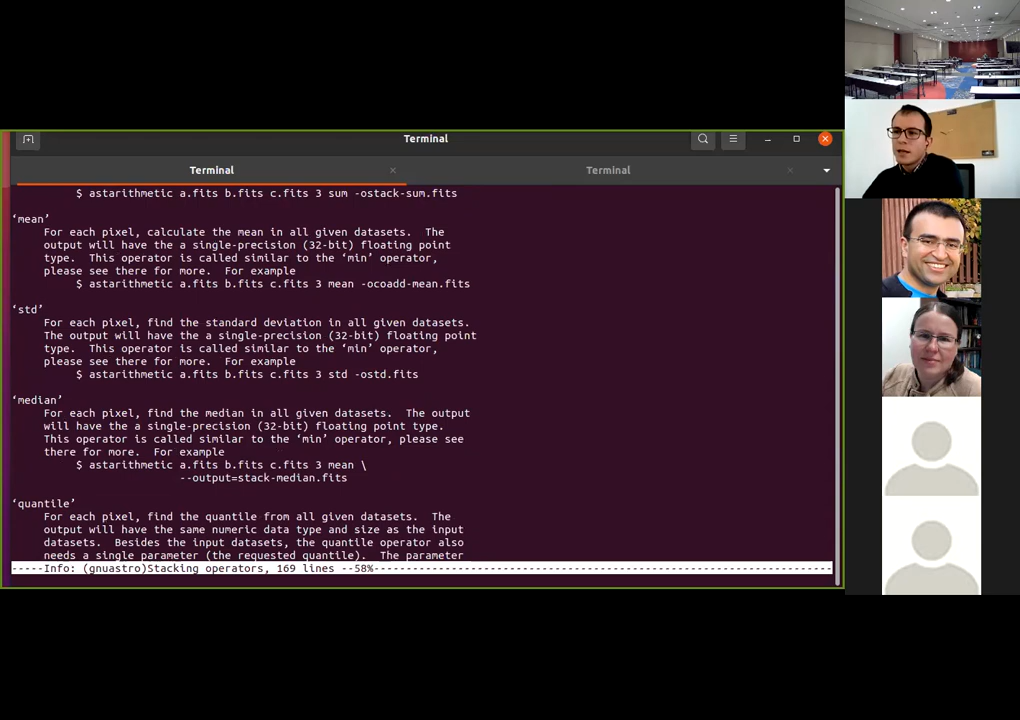 Terminal
Terminal
Terminal
$ astarithmetic a.fits b.fits c.fits 3 sum -ostack-sum.fits
‘mean’
For each pixel, calculate the mean in all given datasets. The
output will have the a single-precision (32-bit) floating point
type. This operator is called similar to the ‘min’ operator,
please see there for more. For example
$ astarithmetic a.fits b.fits c.fits 3 mean -ocoadd-mean.fits
‘std’
For each pixel, find the standard deviation in all given datasets.
The output will have the a single-precision (32-bit) floating point
type. This operator is called similar to the ‘min’ operator,
please see there for more. For example
$ astarithmetic a.fits b.fits c.fits 3 std -ostd.fits
‘median’
For each pixel, find the median in all given datasets. The output
will have the a single-precision (32-bit) floating point type.
This operator is called similar to the ‘min’ operator, please see
there for more. For example
$ astarithmetic a.fits b.fits c.fits 3 mean \
--output=stack-median.fits
‘quantile’
For each pixel, find the quantile from all given datasets. The
output will have the same numeric data type and size as the input
datasets. Besides the input datasets, the quantile operator also
needs a single parameter (the requested quantile). The parameter
-----Info: (gnuastro)Stacking operators, 169 lines --58%----------------------------------------------------------------------